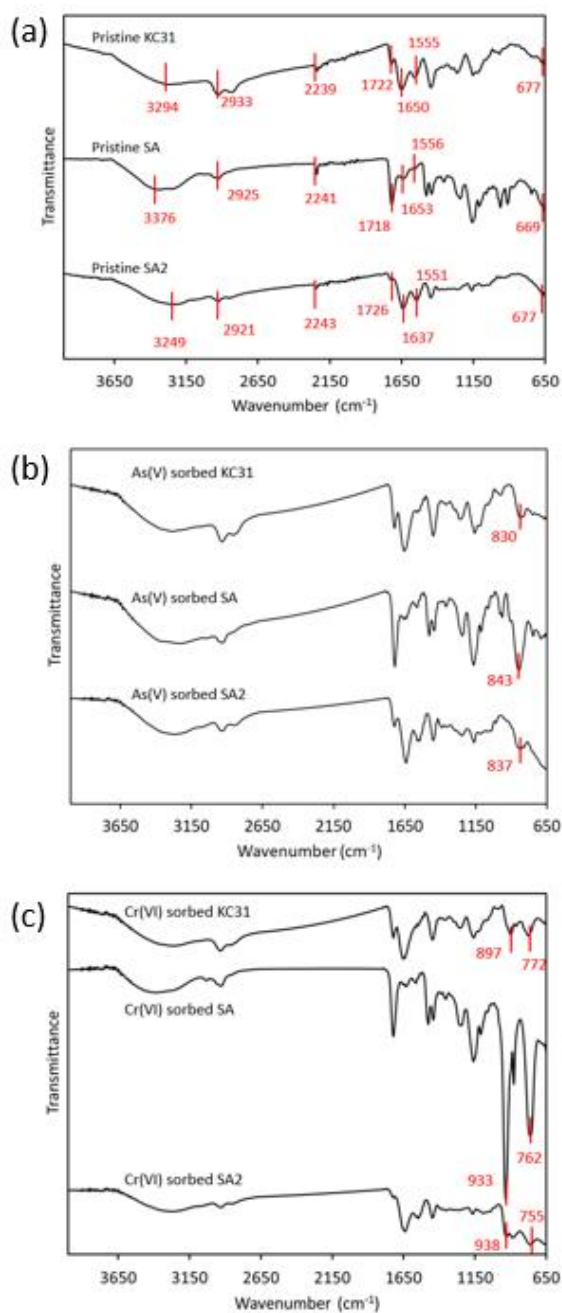 (a)
Pristine KC31
3294
2933
2239
1722
1650
1555
677
Pristine SA
3376
2925
2241
1718
1653
1556
669
Pristine SA2
3249
2921
2243
1726
1637
1551
677
Transmittance
3650 3150 2650 2150 1650 1150 650
Wavenumber (cm⁻¹)
(b)
As(V) sorbed KC31
830
As(V) sorbed SA
843
As(V) sorbed SA2
837
Transmittance
3650 3150 2650 2150 1650 1150 650
Wavenumber (cm⁻¹)
(c)
Cr(VI) sorbed KC31
897
772
Cr(VI) sorbed SA
933
762
Cr(VI) sorbed SA2
938
755
Transmittance
3650 3150 2650 2150 1650 1150 650
Wavenumber (cm⁻¹)